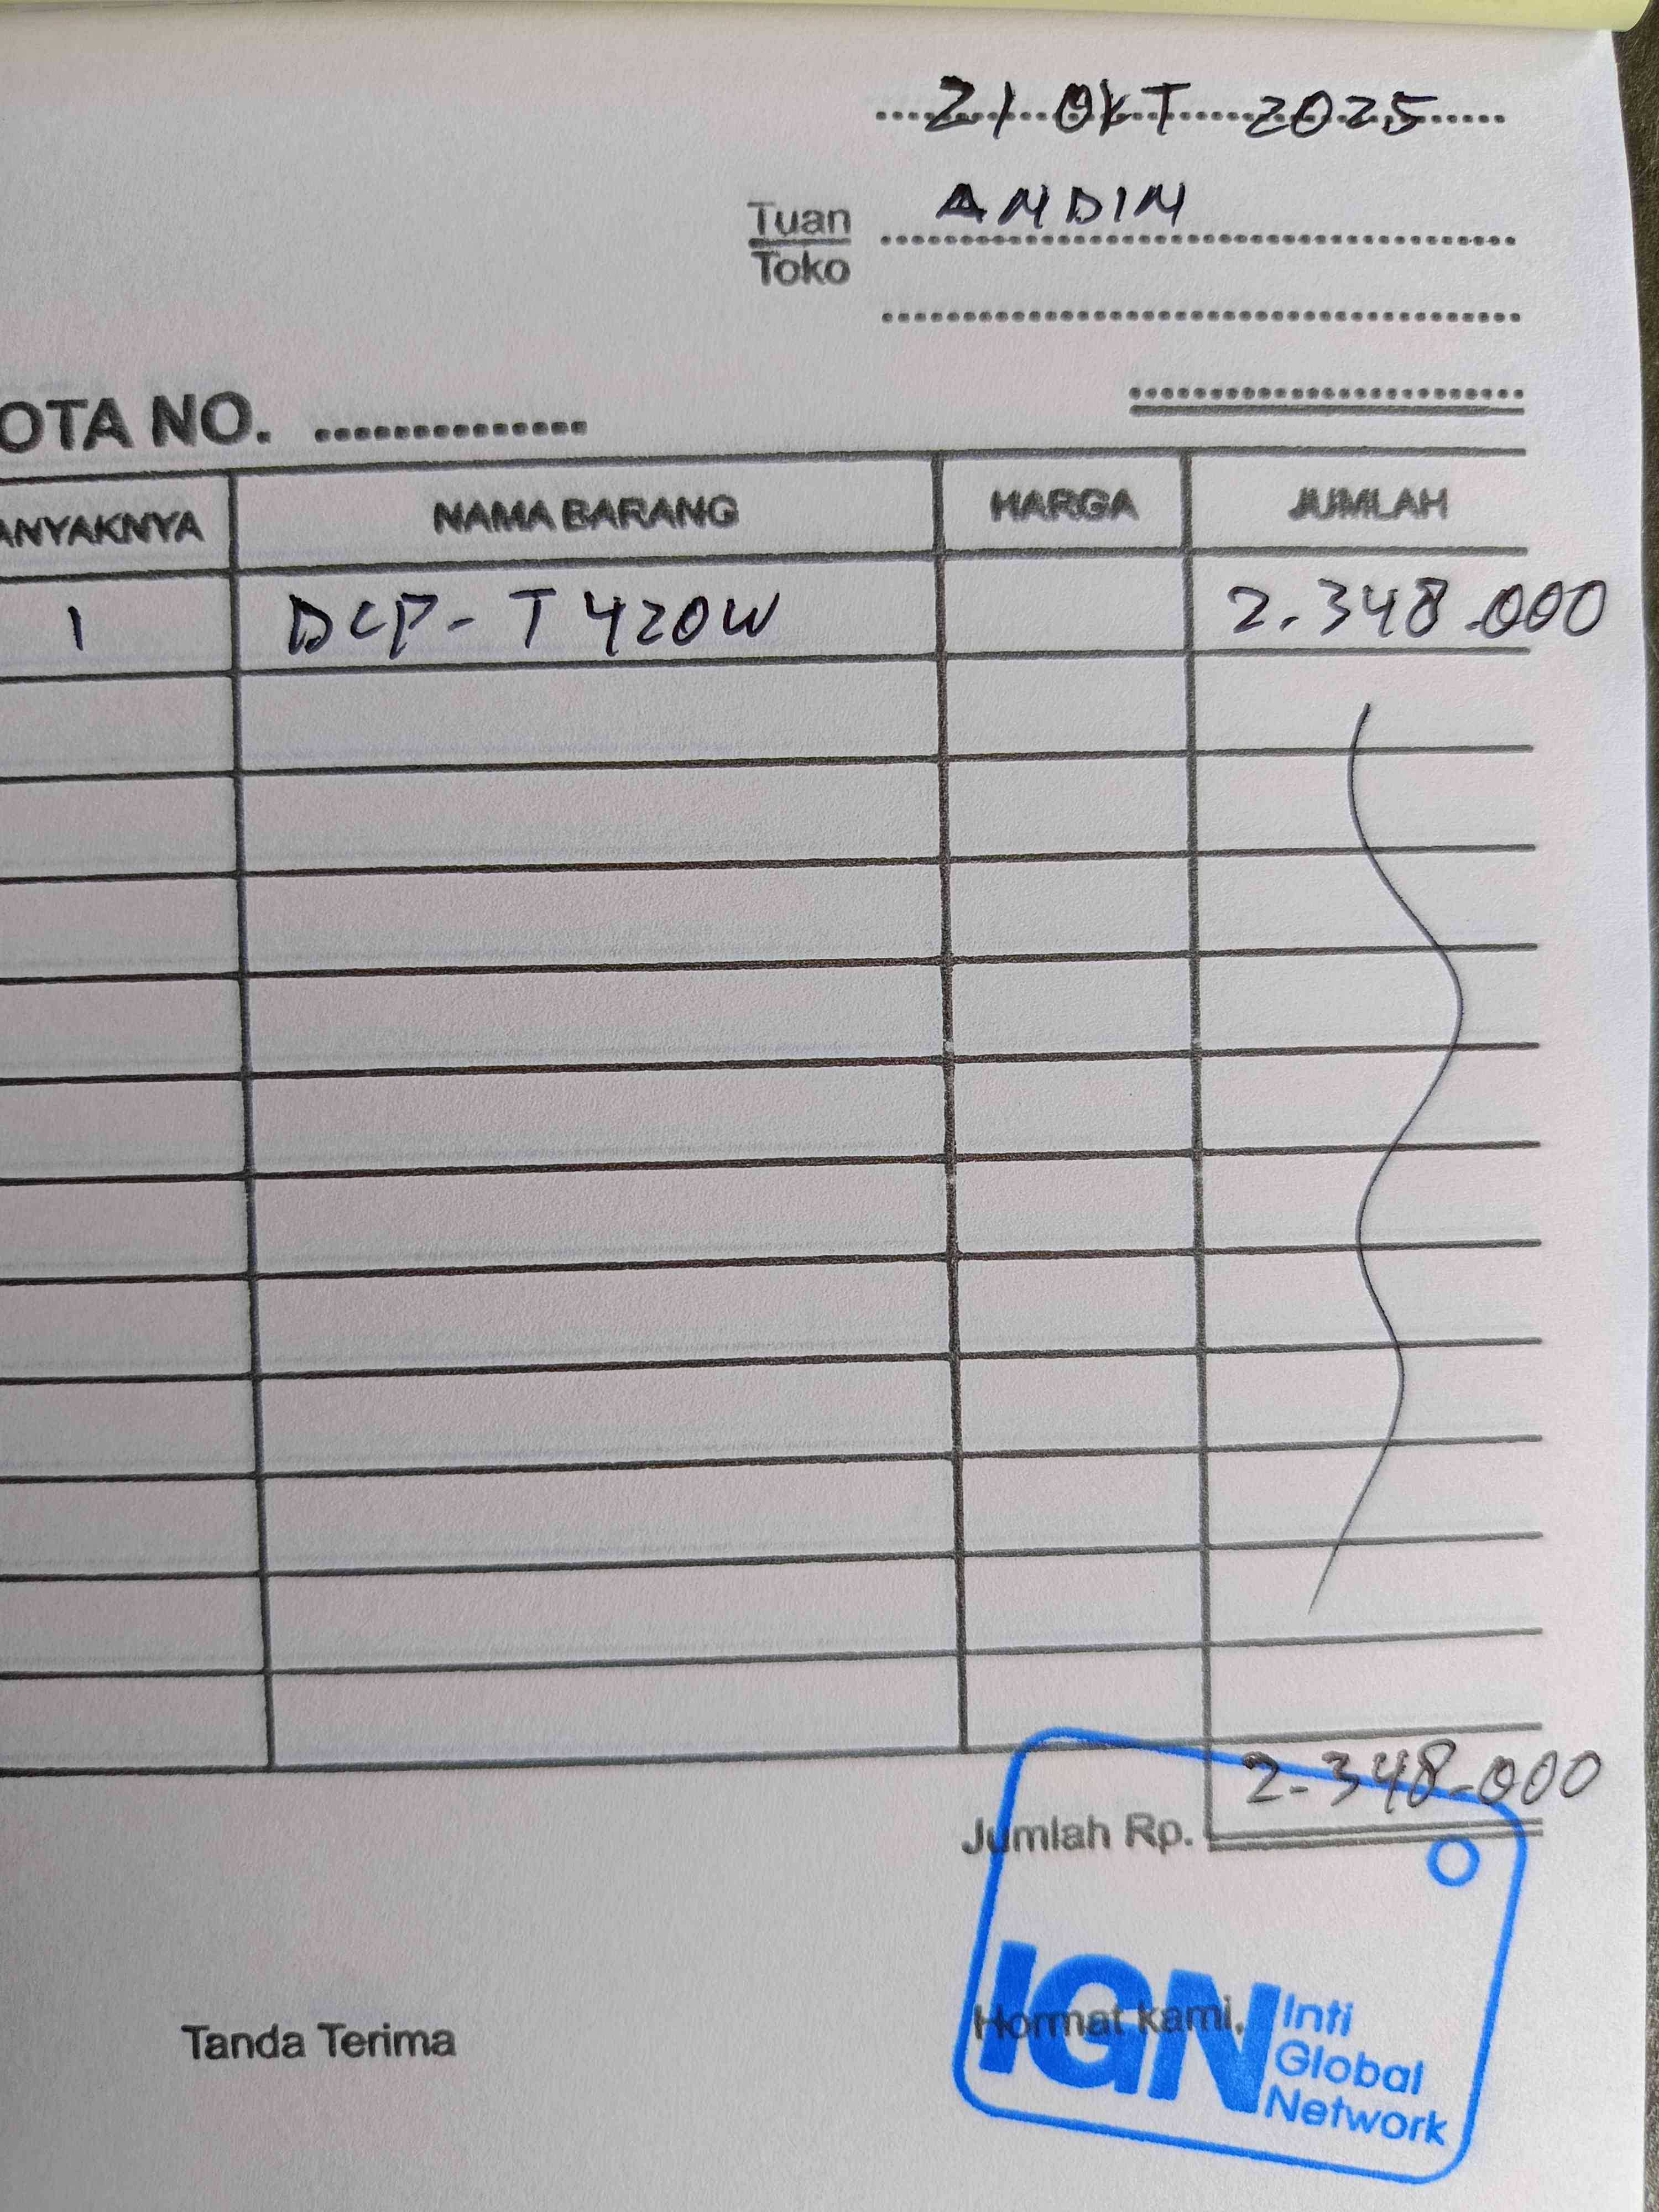 21 OKT 2025
Tuan ANDIN
Toko
OTA NO.
ANYAKNYA NAMA BARANG HARGA JUMLAH
1 DCP-T420W 2.348.000
Jumlah Rp. 2-348-000
Tanda Terima Hormat kami,
IGN Inti
Global
Network